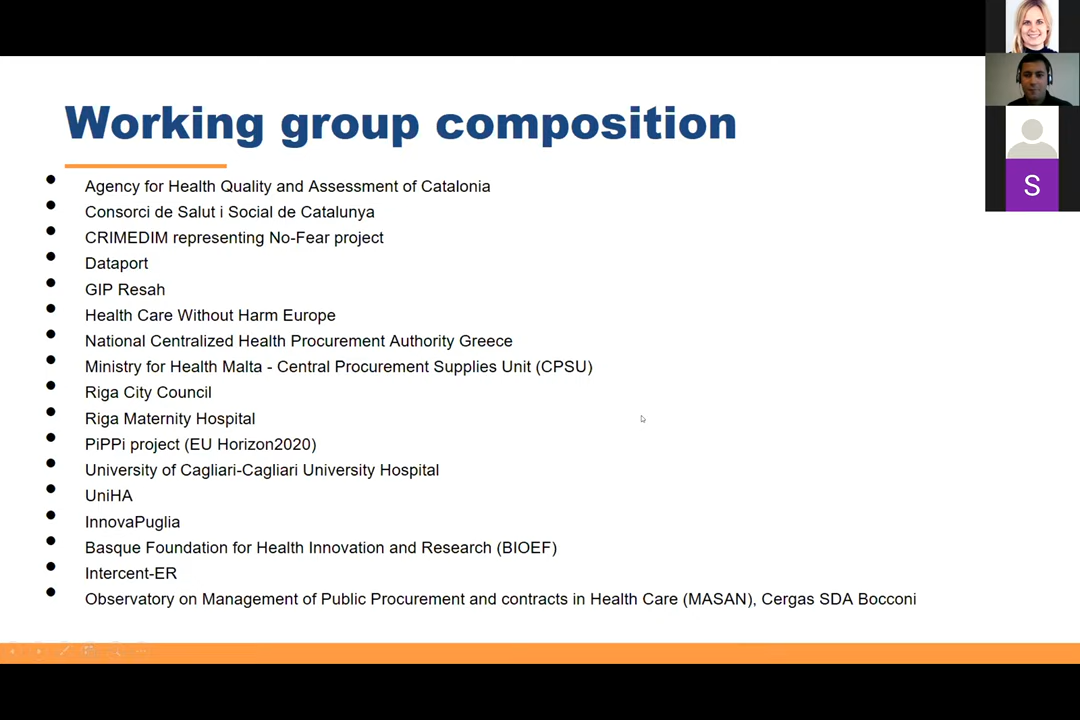 Working group composition
Agency for Health Quality and Assessment of Catalonia
Consorci de Salut i Social de Catalunya
CRIMEDIM representing No-Fear project
Dataport
GIP Resah
Health Care Without Harm Europe
National Centralized Health Procurement Authority Greece
Ministry for Health Malta - Central Procurement Supplies Unit (CPSU)
Riga City Council
Riga Maternity Hospital
PiPPi project (EU Horizon2020)
University of Cagliari-Cagliari University Hospital
UniHA
InnovaPuglia
Basque Foundation for Health Innovation and Research (BIOEF)
Intercent-ER
Observatory on Management of Public Procurement and contracts in Health Care (MASAN), Cergas SDA Bocconi
S